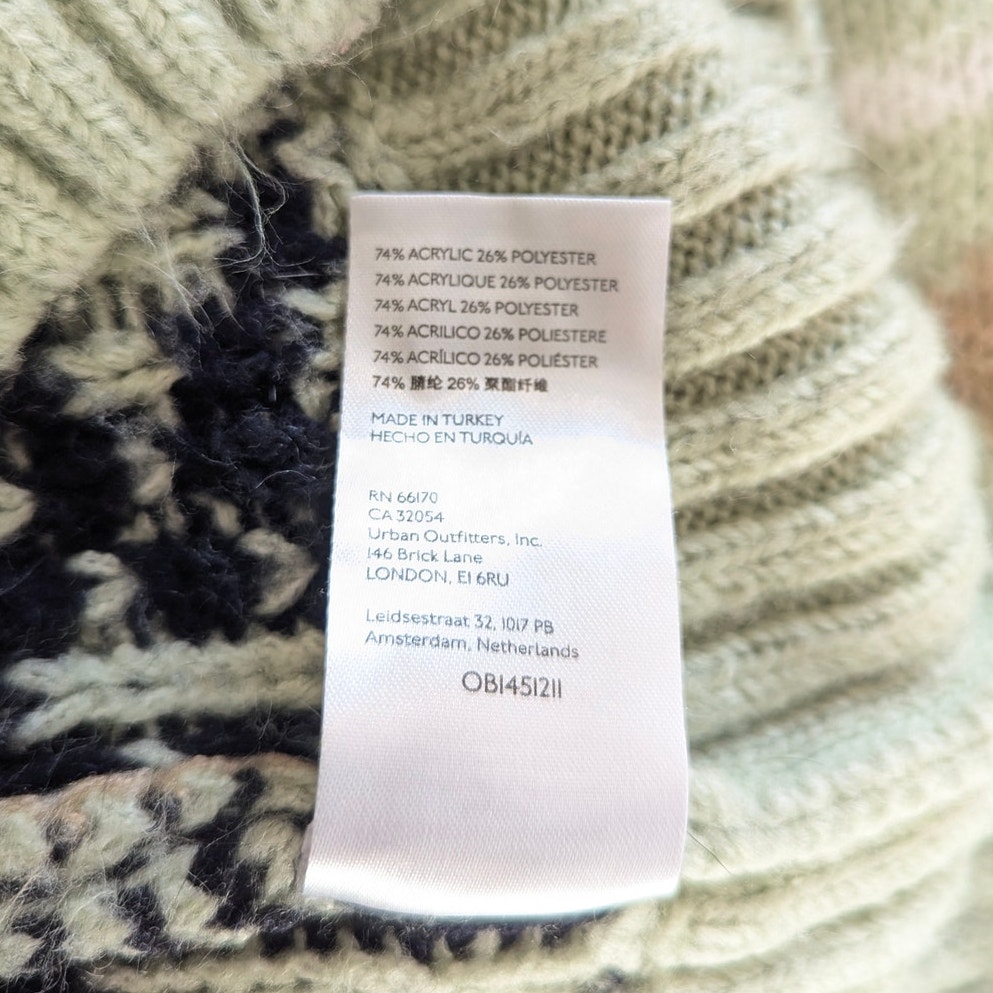 74% ACRYLIC 26% POLYESTER
74% ACRYLIQUE 26% POLYESTER
74% ACRYL 26% POLYESTER
74% ACRILICO 26% POLIESTERE
74% ACRÍLICO 26% POLIÉSTER
74% 腈纶 26% 聚酯纤维
MADE IN TURKEY
HECHO EN TURQUÍA
RN 66170
CA 32054
Urban Outfitters, Inc.
146 Brick Lane
LONDON, E1 6RU
Leidsestraat 32, 1017 PB
Amsterdam, Netherlands
OB1451211